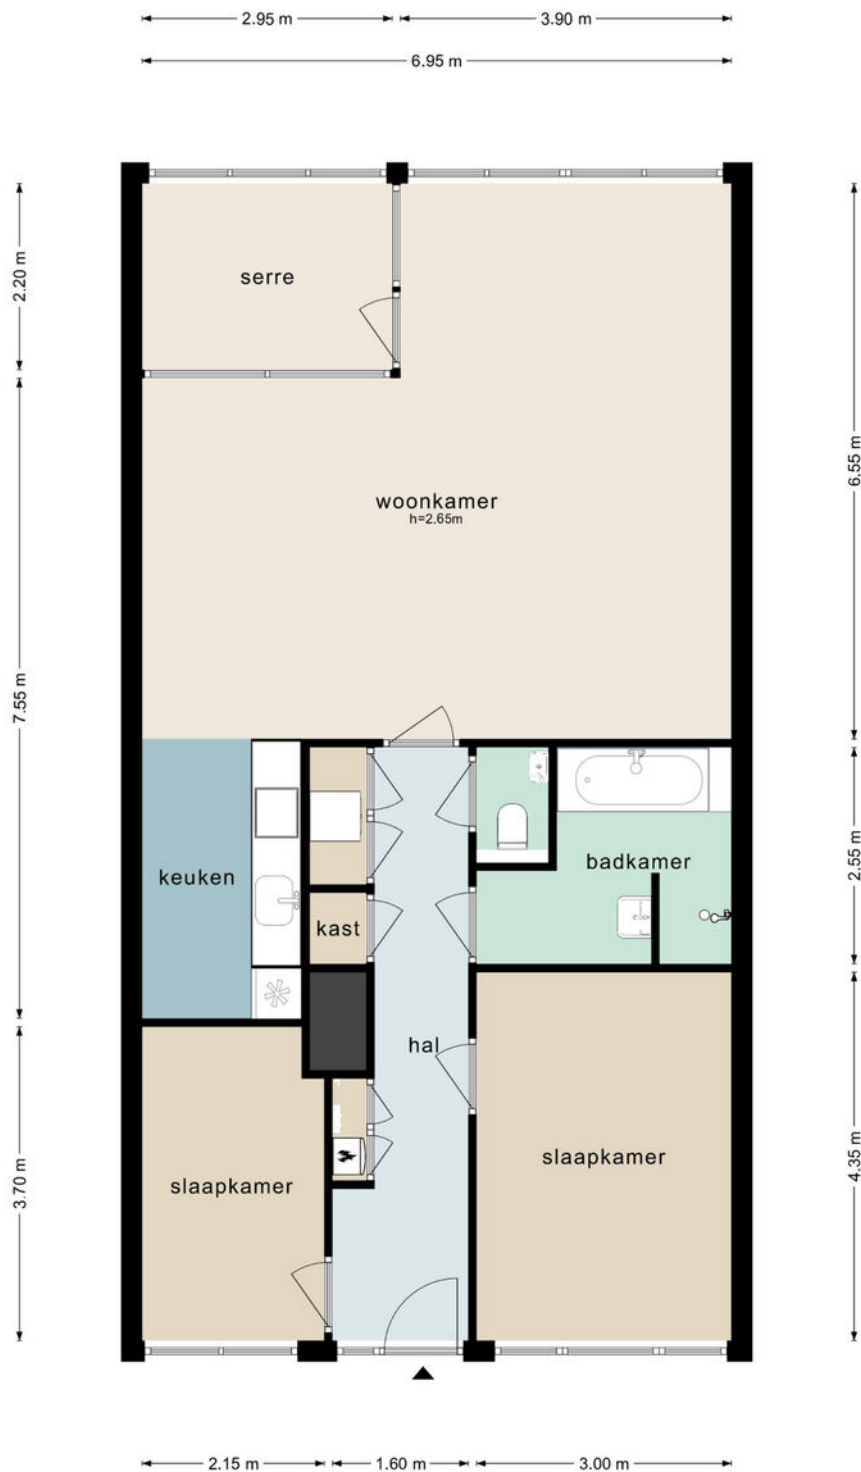 2.95 m
3.90 m
6.95 m
serre
2.20 m
6.55 m
woonkamer
h=2.65m
7.55 m
badkamer
2.55 m
keuken
kast
hal
slaapkamer
4.35 m
slaapkamer
3.70 m
2.15 m
1.60 m
3.00 m